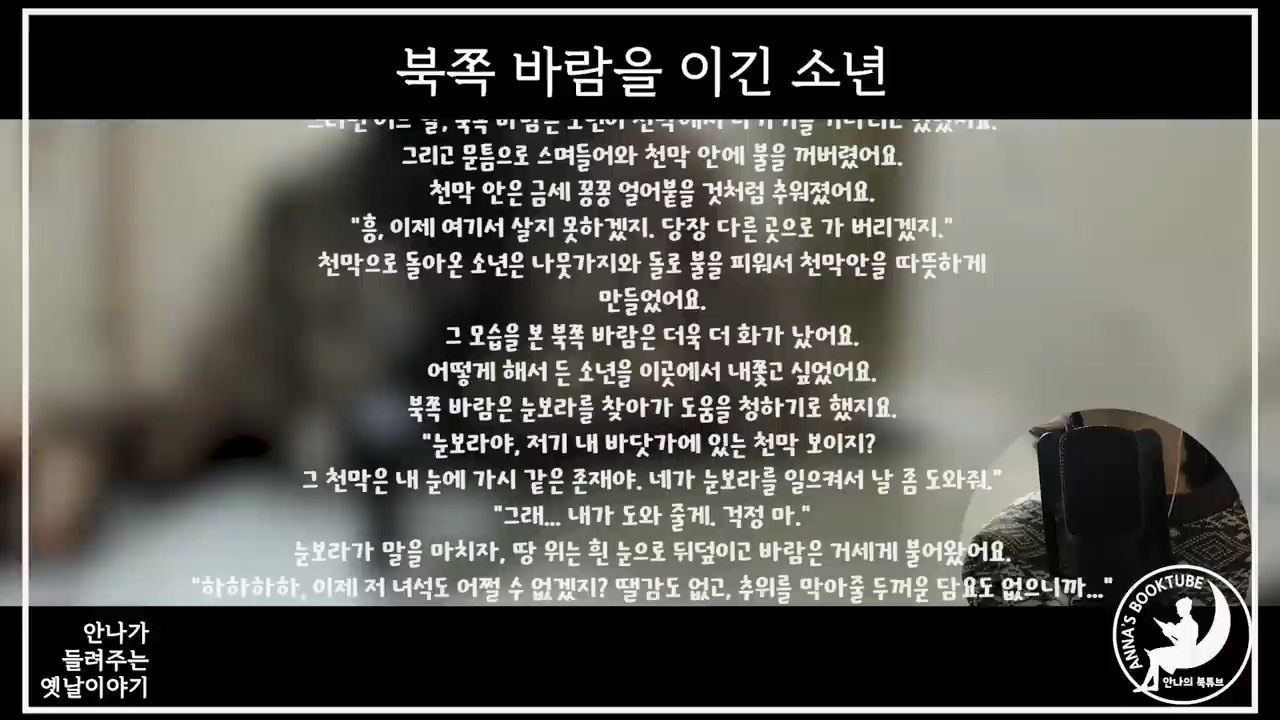 북쪽 바람을 이긴 소년
그리고 문틈으로 스며들어와 천막 안에 불을 꺼버렸어요.
천막 안은 금세 꽁꽁 얼어붙을 것처럼 추워졌어요.
"흥, 이제 여기서 살지 못하겠지. 당장 다른 곳으로 가 버리겠지."
천막으로 돌아온 소년은 나뭇가지와 돌로 불을 피워서 천막안을 따뜻하게
만들었어요.
그 모습을 본 북쪽 바람은 더욱 더 화가 났어요.
어떻게 해서 든 소년을 이곳에서 내쫓고 싶었어요.
북쪽 바람은 눈보라를 찾아가 도움을 청하기로 했지요.
"눈보라야, 저기 내 바닷가에 있는 천막 보이지?
그 천막은 내 눈에 가시 같은 존재야. 네가 눈보라를 일으켜서 날 좀 도와줘."
"그래... 내가 도와 줄게. 걱정 마."
눈보라가 말을 마치자, 땅 위는 흰 눈으로 뒤덮이고 바람은 거세게 불어왔어요.
"하하하하, 이제 저 녀석도 어쩔 수 없겠지? 땔감도 없고, 추위를 막아줄 두꺼운 담요도 없으니까..."
안나가
들려주는
옛날이야기
ANNA'S BOOKTUBE
안나의 북튜브